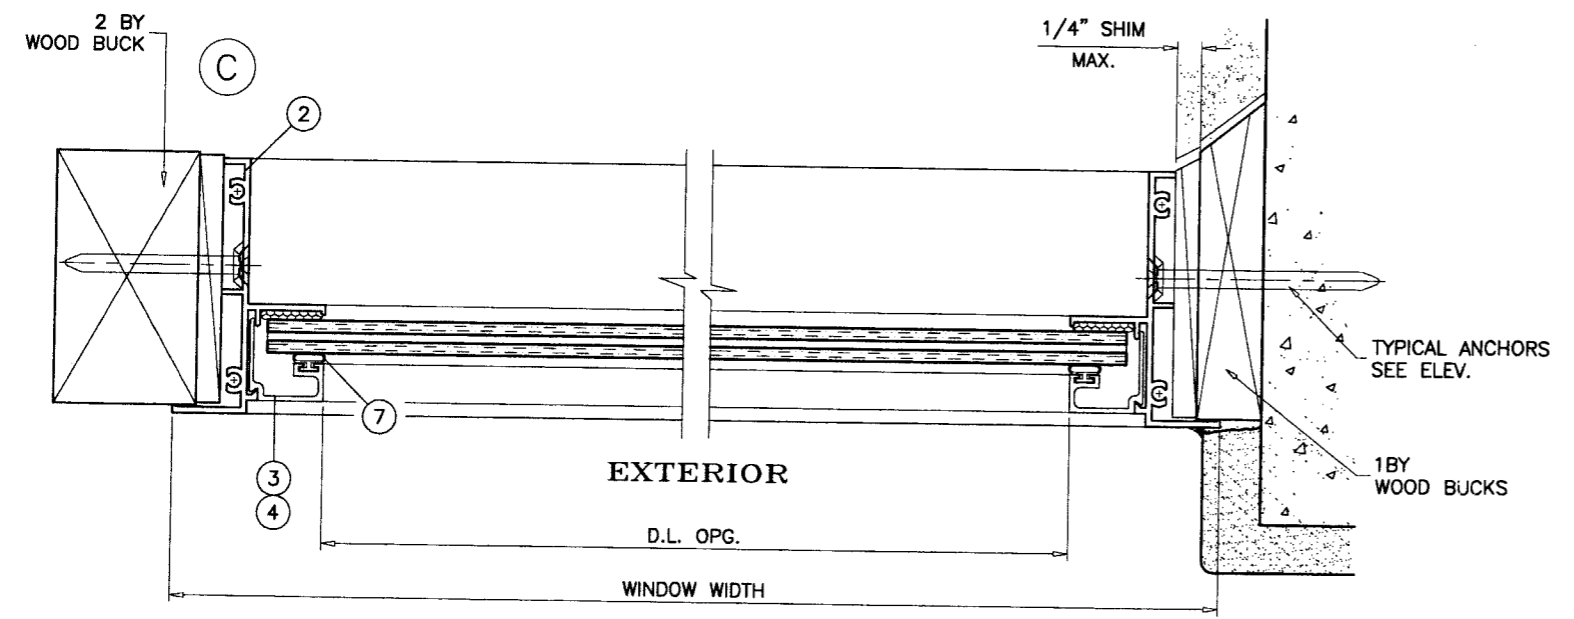 2 BY
WOOD BUCK
C
2
1/4" SHIM
MAX.
TYPICAL ANCHORS
SEE ELEV.
7
3
4
EXTERIOR
1BY
WOOD BUCKS
D.L. OPG.
WINDOW WIDTH